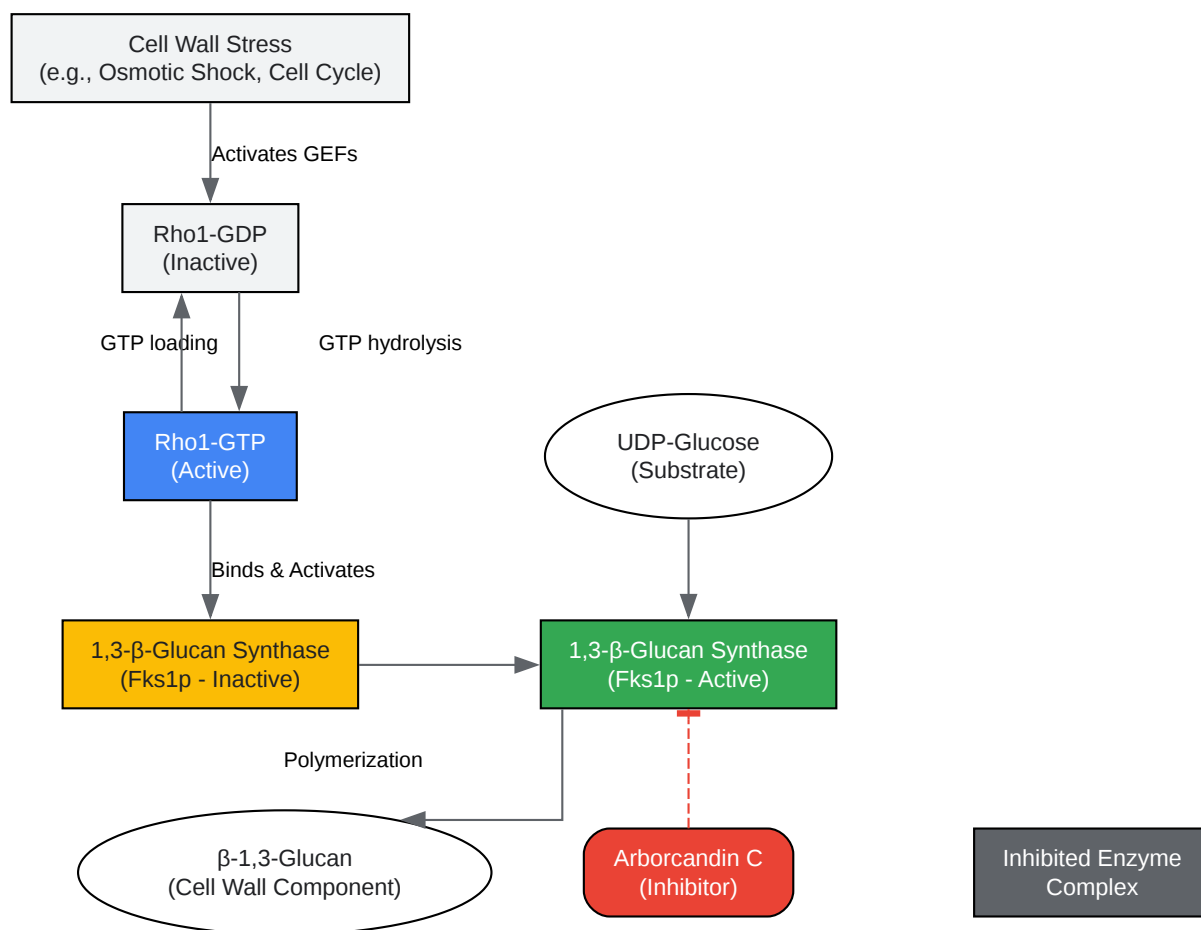 Cell Wall Stress
(e.g., Osmotic Shock, Cell Cycle)
Activates GEFs
Rho1-GDP
(Inactive)
GTP loading
GTP hydrolysis
Rho1-GTP
(Active)
UDP-Glucose
(Substrate)
Binds & Activates
1,3-β-Glucan Synthase
(Fks1p - Inactive)
1,3-β-Glucan Synthase
(Fks1p - Active)
Polymerization
β-1,3-Glucan
(Cell Wall Component)
Arborcandin C
(Inhibitor)
Inhibited Enzyme
Complex